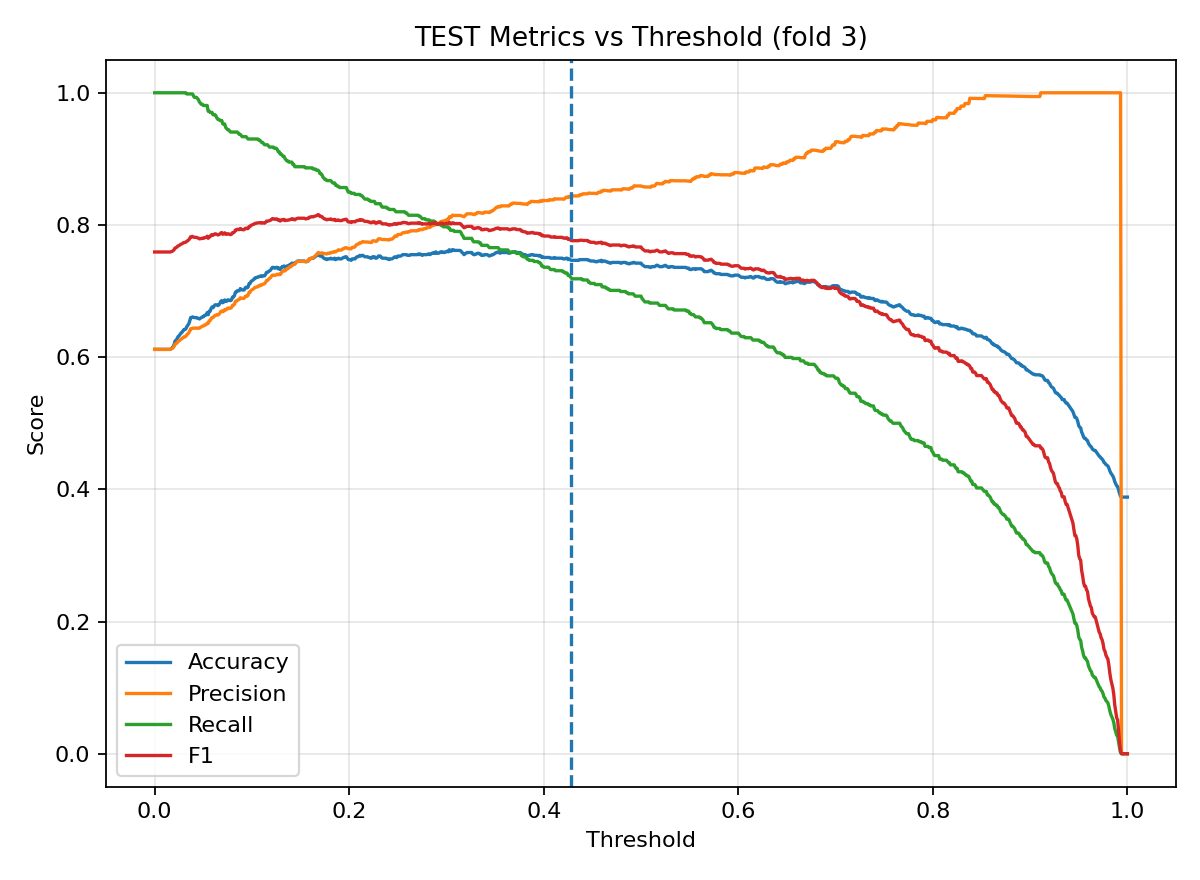 TEST Metrics vs Threshold (fold 3)
Score
1.0
0.8
0.6
0.4
0.2
0.0
Accuracy
Precision
Recall
F1
0.0 0.2 0.4 0.6 0.8 1.0
Threshold